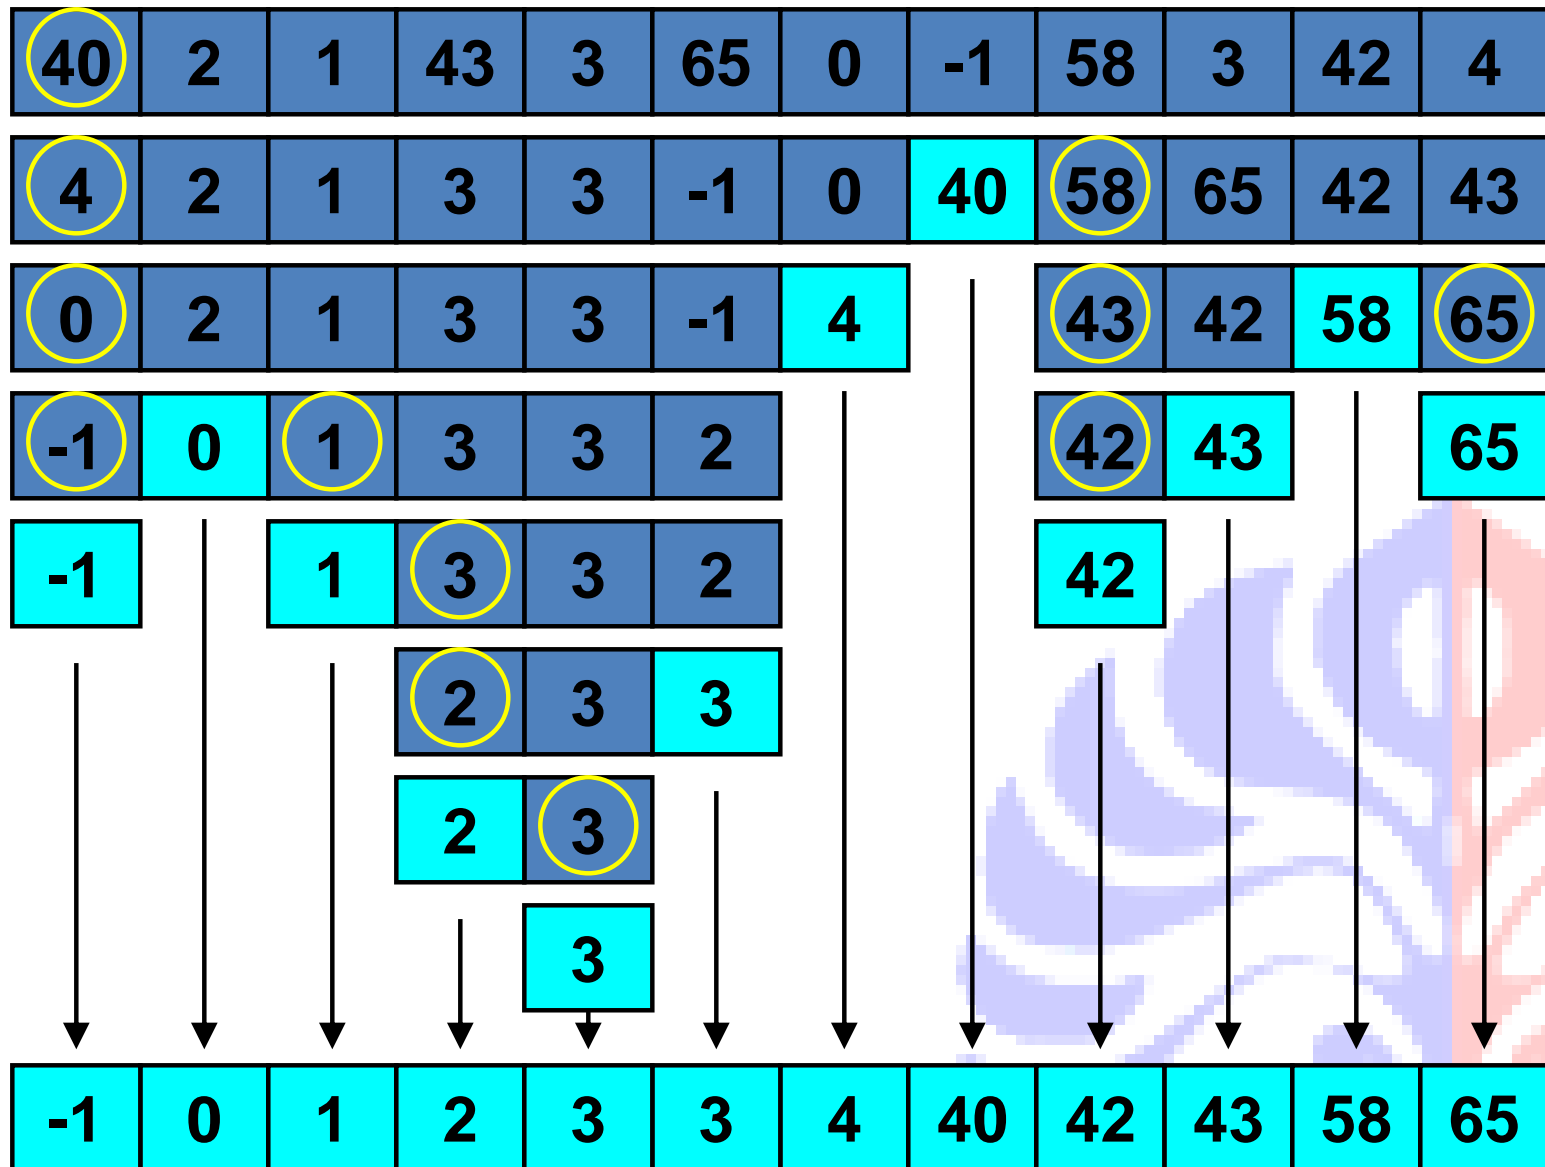 40 2 1 43 3 65 0 -1 58 3 42 4
4 2 1 3 3 -1 0 40 58 65 42 43
0 2 1 3 3 -1 4 43 42 58 65
-1 0 1 3 3 2 42 43 65
-1 1 3 3 2 42
2 3 3
2 3
3
-1 0 1 2 3 3 4 40 42 43 58 65